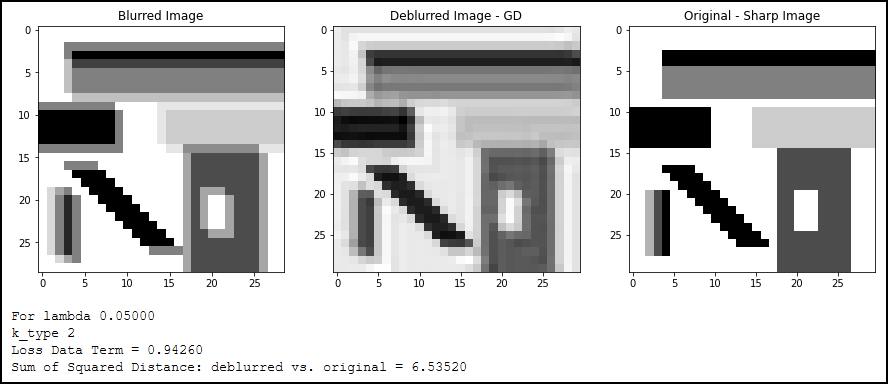 Blurred Image
Deblurred Image - GD
Original - Sharp Image
0
5
10
15
20
25
0 5 10 15 20 25
0
5
10
15
20
25
0 5 10 15 20 25
0
5
10
15
20
25
0 5 10 15 20 25
For lambda 0.05000
k_type 2
Loss Data Term = 0.94260
Sum of Squared Distance: deblurred vs. original = 6.53520